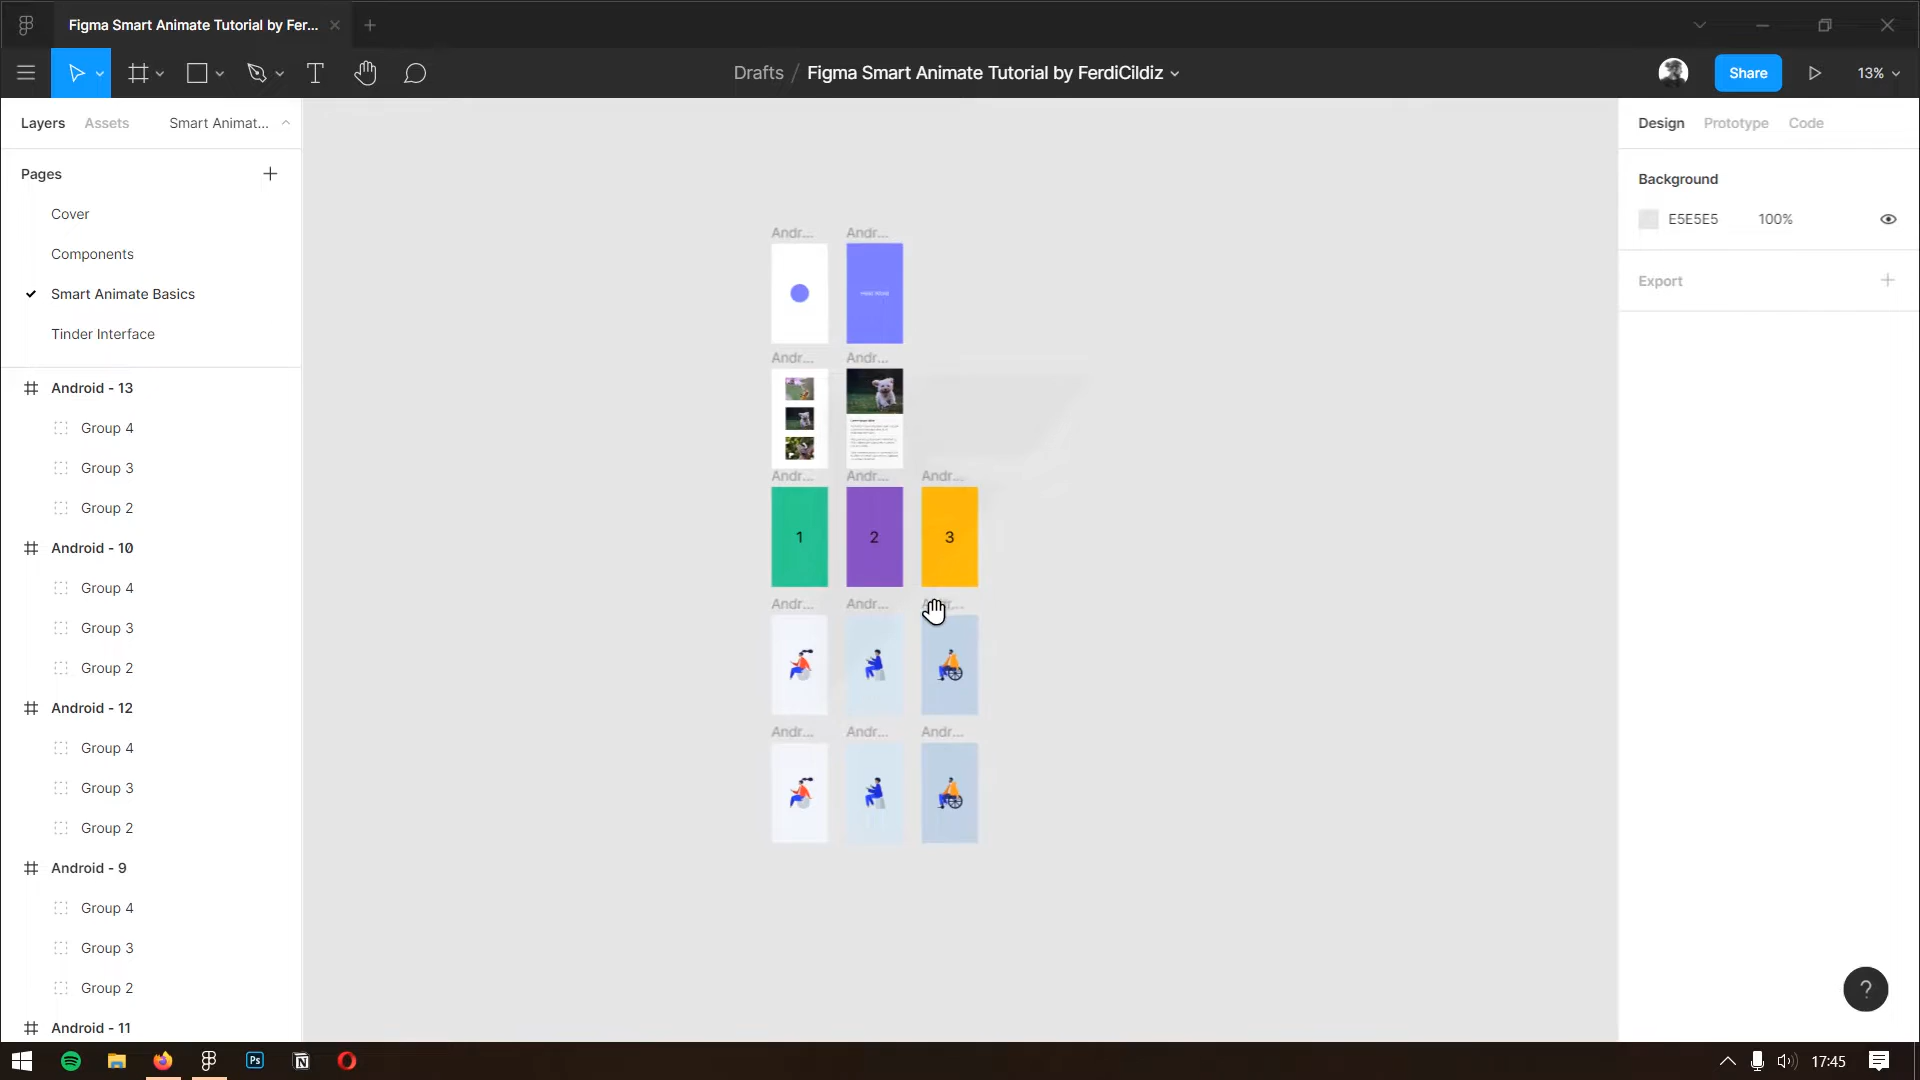 Figma Smart Animate Tutorial by Fer...
Drafts / Figma Smart Animate Tutorial by FerdiCildiz
Share
13%
Layers
Assets
Smart Animat...
Design
Prototype
Code
Pages
Cover
Components
Smart Animate Basics
Tinder Interface
Background
E5E5E5
100%
Export
Android - 13
Group 4
Group 3
Group 2
Android - 10
Group 4
Group 3
Group 2
Android - 12
Group 4
Group 3
Group 2
Android - 9
Group 4
Group 3
Group 2
Android - 11
Andr...
Andr...
Andr...
Andr...
Andr...
Andr...
Andr...
1
2
3
Andr...
Andr...
Andr...
Andr...
Andr...
?
Ps
17:45